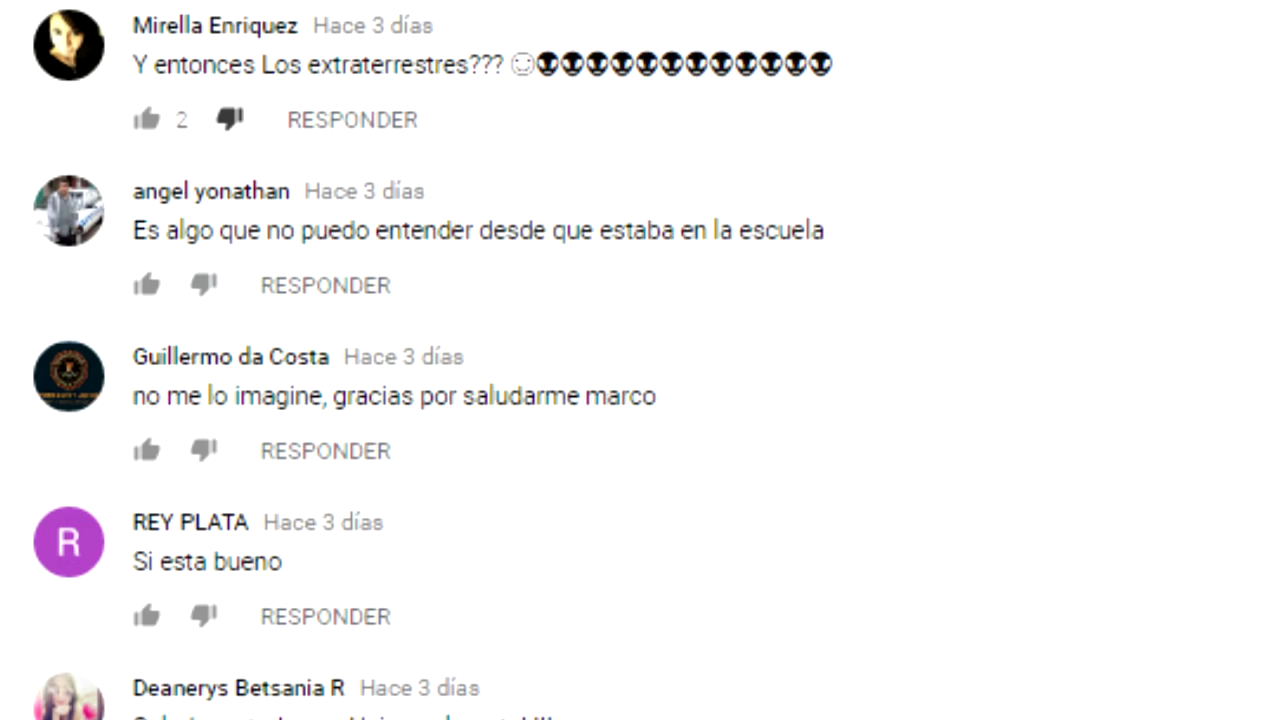 Mirella Enriquez Hace 3 días
Y entonces Los extraterrestres??? ☺👽👽👽👽👽👽👽👽👽👽👽👽
2 RESPONDER
angel yonathan Hace 3 días
Es algo que no puedo entender desde que estaba en la escuela
RESPONDER
Guillermo da Costa Hace 3 días
no me lo imagine, gracias por saludarme marco
RESPONDER
R
REY PLATA Hace 3 días
Si esta bueno
RESPONDER
Deanerys Betsania R Hace 3 días